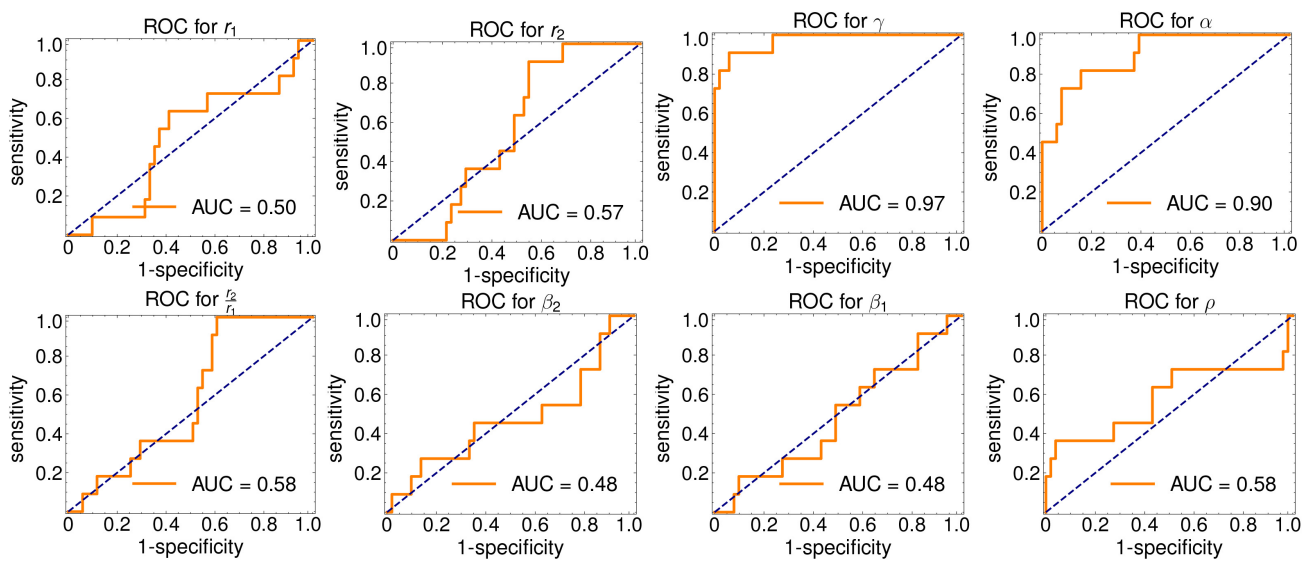 ROC for r1
1.0
0.8
0.6
0.4
0.2
sensitivity
AUC = 0.50
0 0.2 0.4 0.6 0.8 1.0
1-specificity
ROC for r2
1.0
0.8
0.6
0.4
0.2
sensitivity
AUC = 0.57
0 0.2 0.4 0.6 0.8 1.0
1-specificity
ROC for γ
1.0
0.8
0.6
0.4
0.2
sensitivity
AUC = 0.97
0 0.2 0.4 0.6 0.8 1.0
1-specificity
ROC for α
1.0
0.8
0.6
0.4
0.2
sensitivity
AUC = 0.90
0 0.2 0.4 0.6 0.8 1.0
1-specificity
ROC for r2/r1
1.0
0.8
0.6
0.4
0.2
sensitivity
AUC = 0.58
0 0.2 0.4 0.6 0.8 1.0
1-specificity
ROC for β2
1.0
0.8
0.6
0.4
0.2
sensitivity
AUC = 0.48
0 0.2 0.4 0.6 0.8 1.0
1-specificity
ROC for β1
1.0
0.8
0.6
0.4
0.2
sensitivity
AUC = 0.48
0 0.2 0.4 0.6 0.8 1.0
1-specificity
ROC for ρ
1.0
0.8
0.6
0.4
0.2
sensitivity
AUC = 0.58
0 0.2 0.4 0.6 0.8 1.0
1-specificity